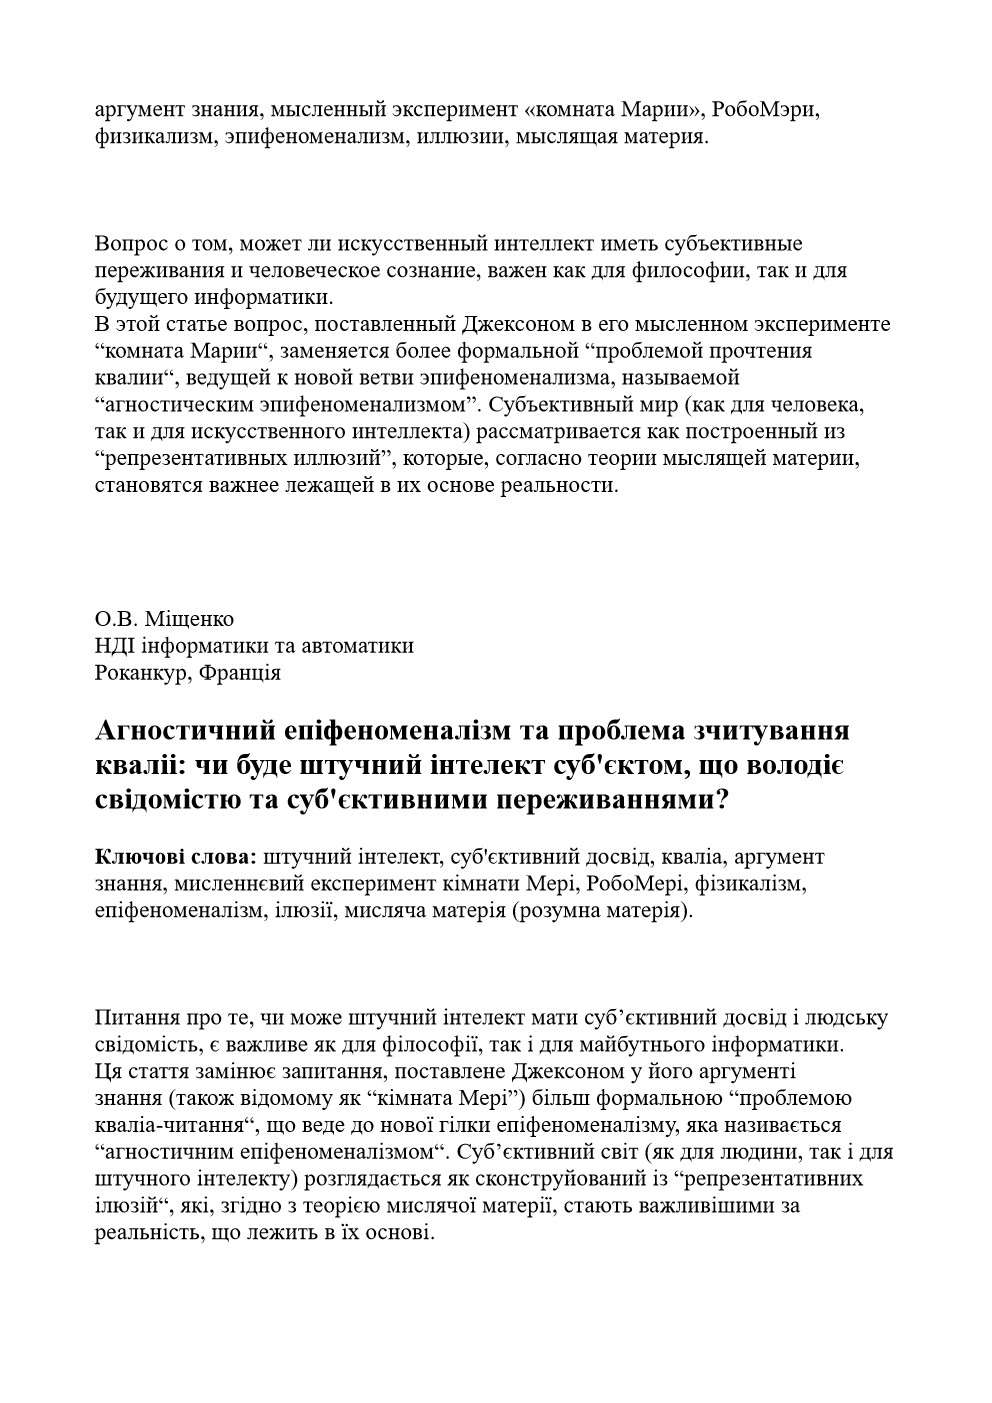 аргумент знания, мысленный эксперимент «комната Марии», РобоМэри,
физикализм, эпифеноменализм, иллюзии, мыслящая материя.
Вопрос о том, может ли искусственный интеллект иметь субъективные
переживания и человеческое сознание, важен как для философии, так и для
будущего информатики.
В этой статье вопрос, поставленный Джексоном в его мысленном эксперименте
“комната Марии“, заменяется более формальной “проблемой прочтения
квалии“, ведущей к новой ветви эпифеноменализма, называемой
“агностическим эпифеноменализмом”. Субъективный мир (как для человека,
так и для искусственного интеллекта) рассматривается как построенный из
“репрезентативных иллюзий”, которые, согласно теории мыслящей материи,
становятся важнее лежащей в их основе реальности.
О.В. Міщенко
НДІ інформатики та автоматики
Роканкур, Франція
Агностичний епіфеноменалізм та проблема зчитування
кваліі: чи буде штучний інтелект суб'єктом, що володіє
свідомістю та суб'єктивними переживаннями?
Ключові слова: штучний інтелект, суб'єктивний досвід, кваліа, аргумент
знання, мисленнєвий експеримент кімнати Мері, РобоМері, фізикалізм,
епіфеноменалізм, ілюзії, мисляча матерія (розумна матерія).
Питання про те, чи може штучний інтелект мати суб’єктивний досвід і людську
свідомість, є важливе як для філософії, так і для майбутнього інформатики.
Ця стаття замінює запитання, поставлене Джексоном у його аргументі
знання (також відомому як “кімната Мері”) більш формальною “проблемою
кваліа-читання“, що веде до нової гілки епіфеноменалізму, яка називається
“агностичним епіфеноменалізмом“. Суб’єктивний світ (як для людини, так і для
штучного інтелекту) розглядається як сконструйований із “репрезентативних
ілюзій“, які, згідно з теорією мислячої матерії, стають важливішими за
реальність, що лежить в їх основі.